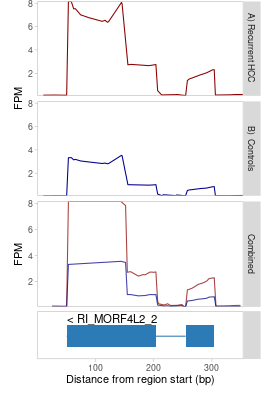 8
6
4
2
A) Recurrent HCC
FPM
8
6
4
2
B) Controls
8
6
4
2
FPM
Combined
< RI_MORF4L2_2
100 200 300
Distance from region start (bp)